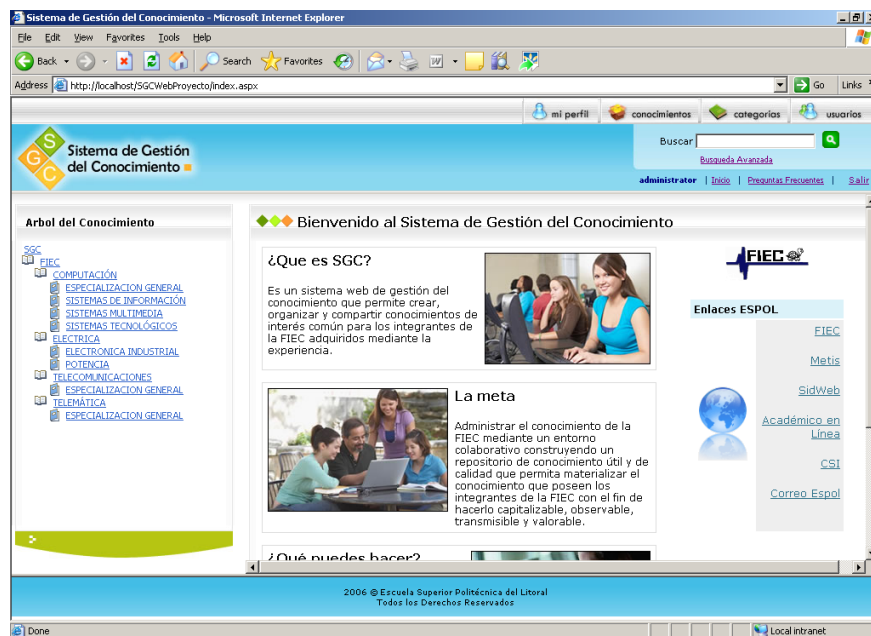 Sistema de Gestión del Conocimiento - Microsoft Internet Explorer
File Edit View Favorites Tools Help
Back Search Favorites
Address http://localhost/SGCWebProyecto/index.aspx Go Links
mi perfil conocimientos categorías usuarios
SGC
Sistema de Gestión
del Conocimiento
Buscar
Busqueda Avanzada
administrator | Inicio | Preguntas Frecuentes | Salir
Arbol del Conocimiento
SGC
FIEC
COMPUTACIÓN
ESPECIALIZACION GENERAL
SISTEMAS DE INFORMACIÓN
SISTEMAS MULTIMEDIA
SISTEMAS TECNOLÓGICOS
ELECTRICA
ELECTRONICA INDUSTRIAL
POTENCIA
TELECOMUNICACIONES
ESPECIALIZACION GENERAL
TELEMÁTICA
ESPECIALIZACION GENERAL
Bienvenido al Sistema de Gestión del Conocimiento
¿Que es SGC?
Es un sistema web de gestión del
conocimiento que permite crear,
organizar y compartir conocimientos de
interés común para los integrantes de
la FIEC adquiridos mediante la
experiencia.
La meta
Administrar el conocimiento de la
FIEC mediante un entorno
colaborativo construyendo un
repositorio de conocimiento útil y de
calidad que permita materializar el
conocimiento que poseen los
integrantes de la FIEC con el fin de
hacerlo capitalizable, observable,
transmisible y valorable.
¿Qué puedes hacer?
FIEC
Enlaces ESPOL
FIEC
Metis
SidWeb
Académico en
Línea
CSI
Correo Espol
2006 © Escuela Superior Politécnica del Litoral
Todos los Derechos Reservados
Done Local intranet